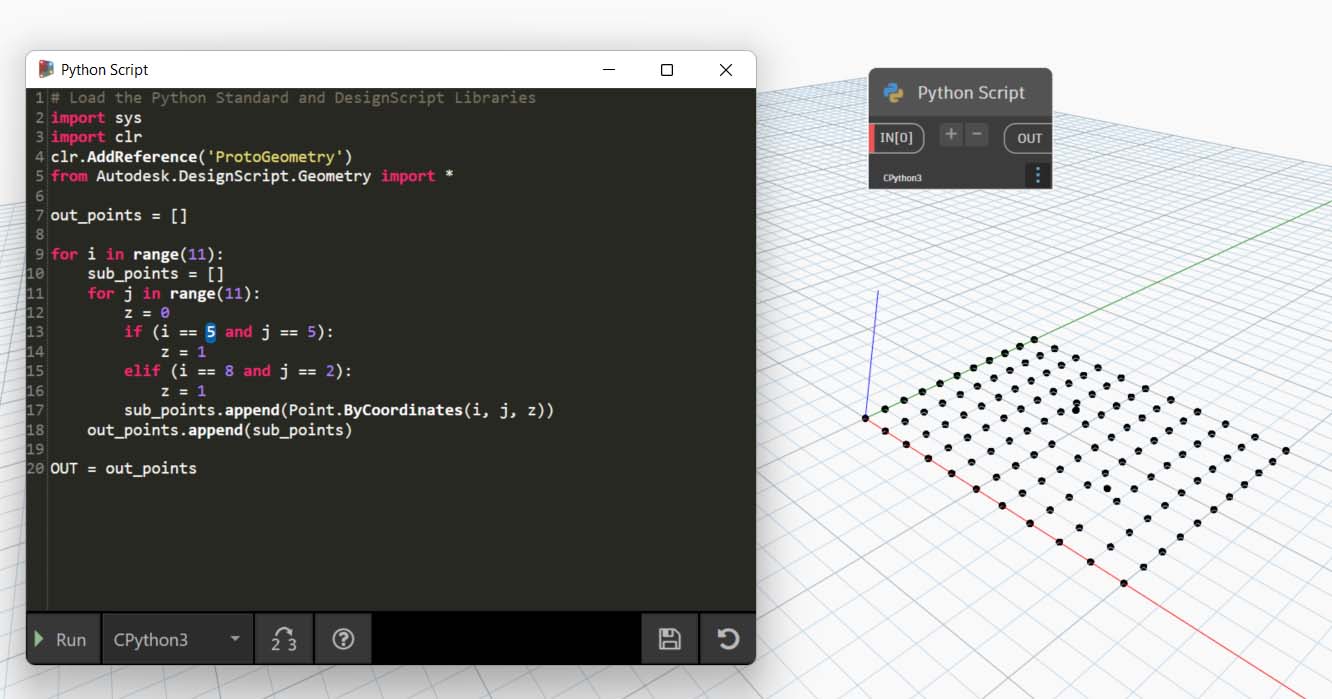 Python Script
1 # Load the Python Standard and DesignScript Libraries
2 import sys
3 import clr
4 clr.AddReference('ProtoGeometry')
5 from Autodesk.DesignScript.Geometry import *
6
7 out_points = []
8
9 for i in range(11):
10     sub_points = []
11     for j in range(11):
12         z = 0
13         if (i == 5 and j == 5):
14             z = 1
15         elif (i == 8 and j == 2):
16             z = 1
17         sub_points.append(Point.ByCoordinates(i, j, z))
18     out_points.append(sub_points)
19
20 OUT = out_points
Run CPython3 2 3 ?
Python Script
IN[0] + - OUT
CPython3